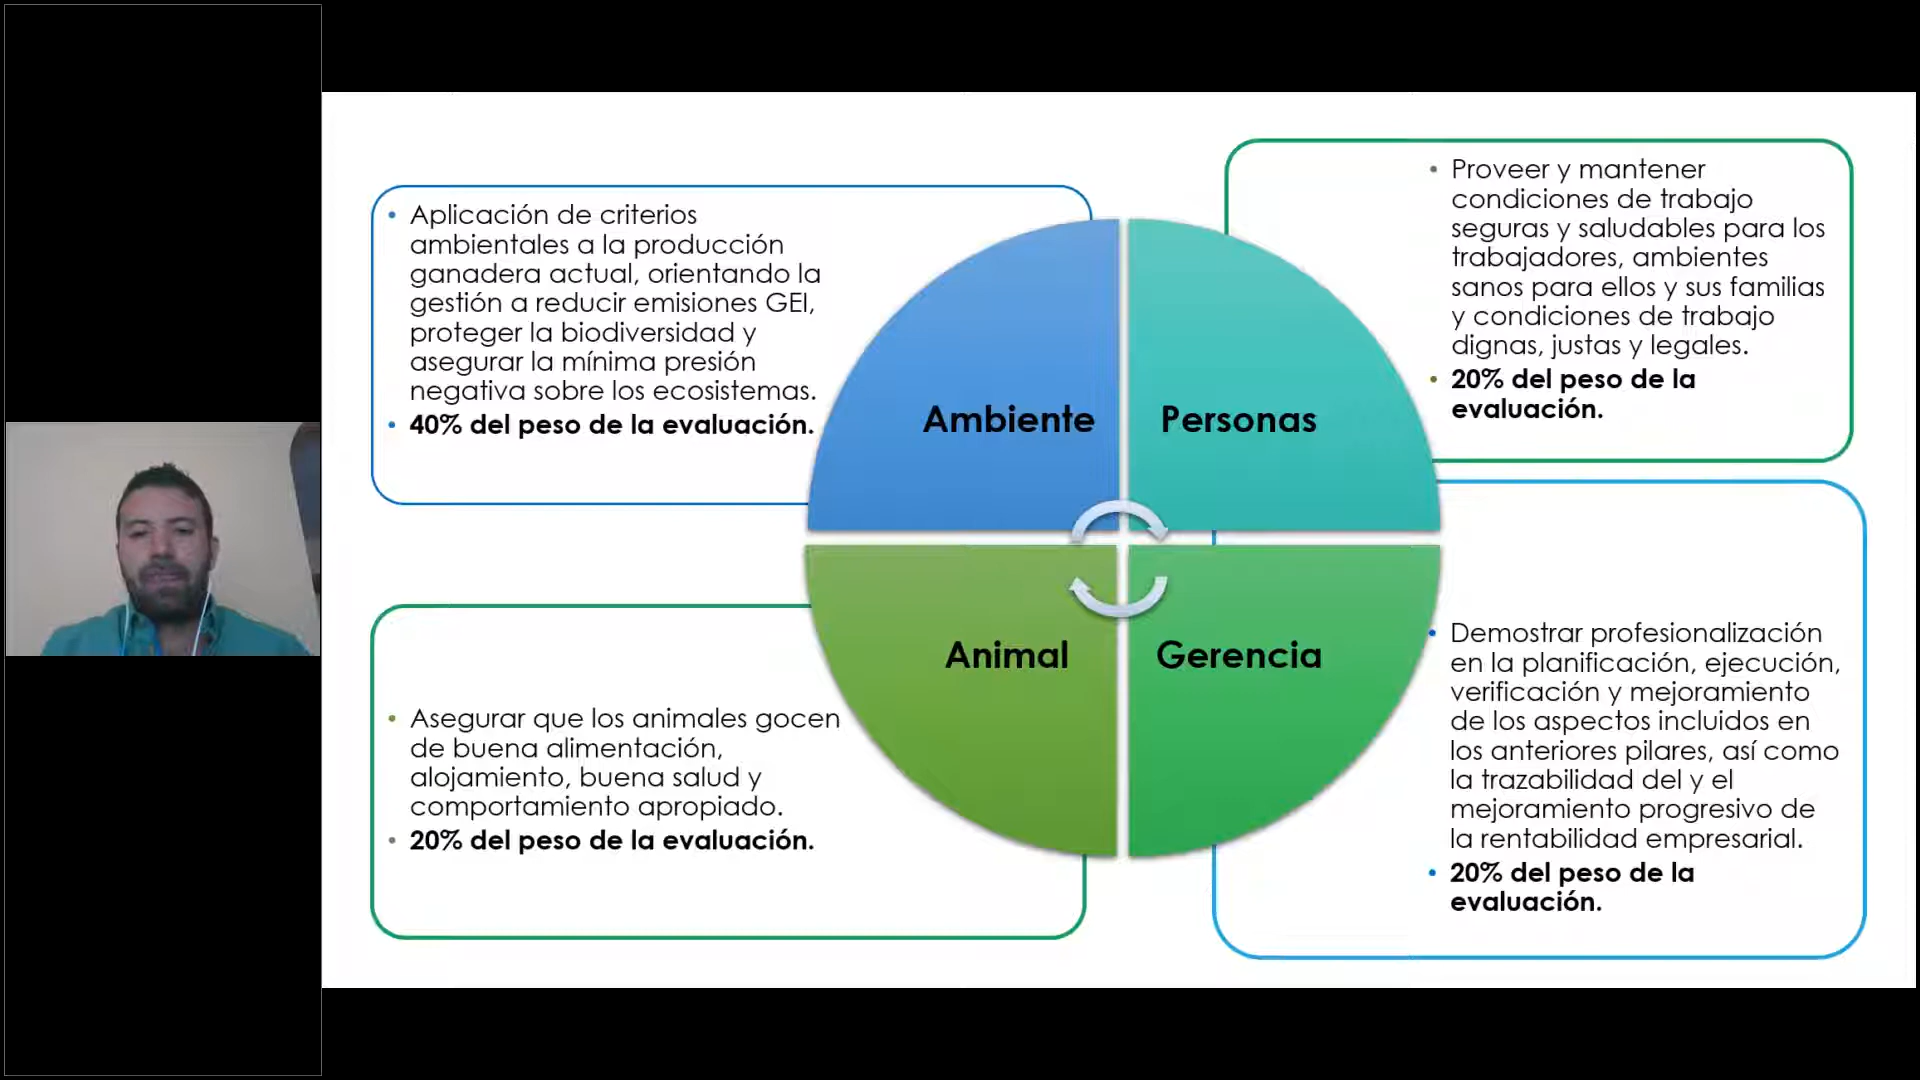 Aplicación de criterios
ambientales a la producción
ganadera actual, orientando la
gestión a reducir emisiones GEI,
proteger la biodiversidad y
asegurar la mínima presión
negativa sobre los ecosistemas.
40% del peso de la evaluación.
Proveer y mantener
condiciones de trabajo
seguras y saludables para los
trabajadores, ambientes
sanos para ellos y sus familias
y condiciones de trabajo
dignas, justas y legales.
20% del peso de la
evaluación.
Ambiente
Personas
Animal
Gerencia
Asegurar que los animales gocen
de buena alimentación,
alojamiento, buena salud y
comportamiento apropiado.
20% del peso de la evaluación.
Demostrar profesionalización
en la planificación, ejecución,
verificación y mejoramiento
de los aspectos incluidos en
los anteriores pilares, así como
la trazabilidad del y el
mejoramiento progresivo de
la rentabilidad empresarial.
20% del peso de la
evaluación.